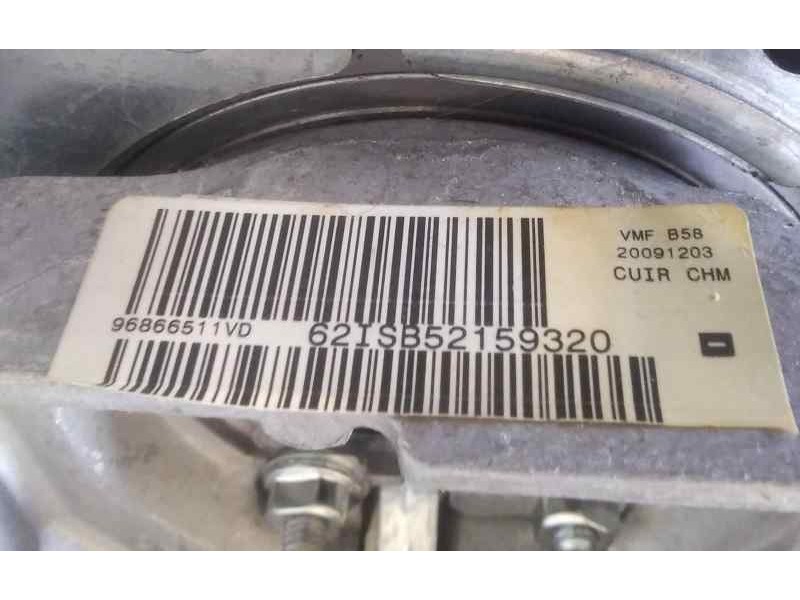 VMF B58
20091203
CUIR CHM
96866511VD 62ISB52159320